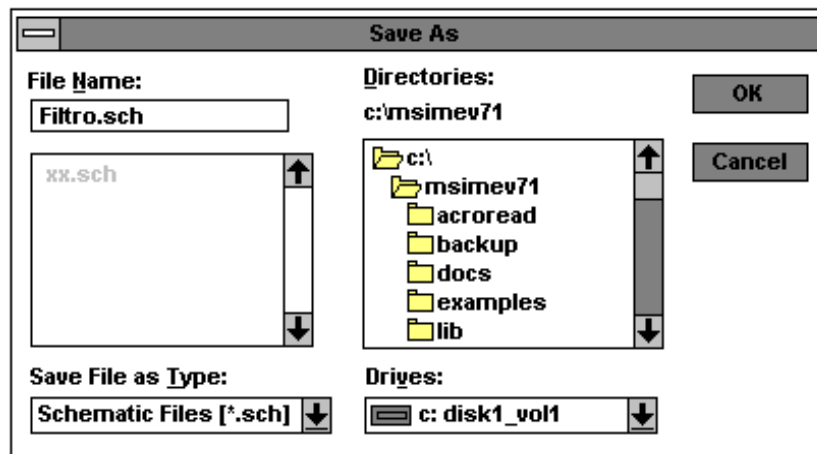 Save As
File Name:
Filtro.sch
xx.sch
Save File as Type:
Schematic Files [*.sch]
Directories:
c:\msimev71
c:\
msimev71
acroread
backup
docs
examples
lib
Drives:
c: disk1_vol1
OK
Cancel